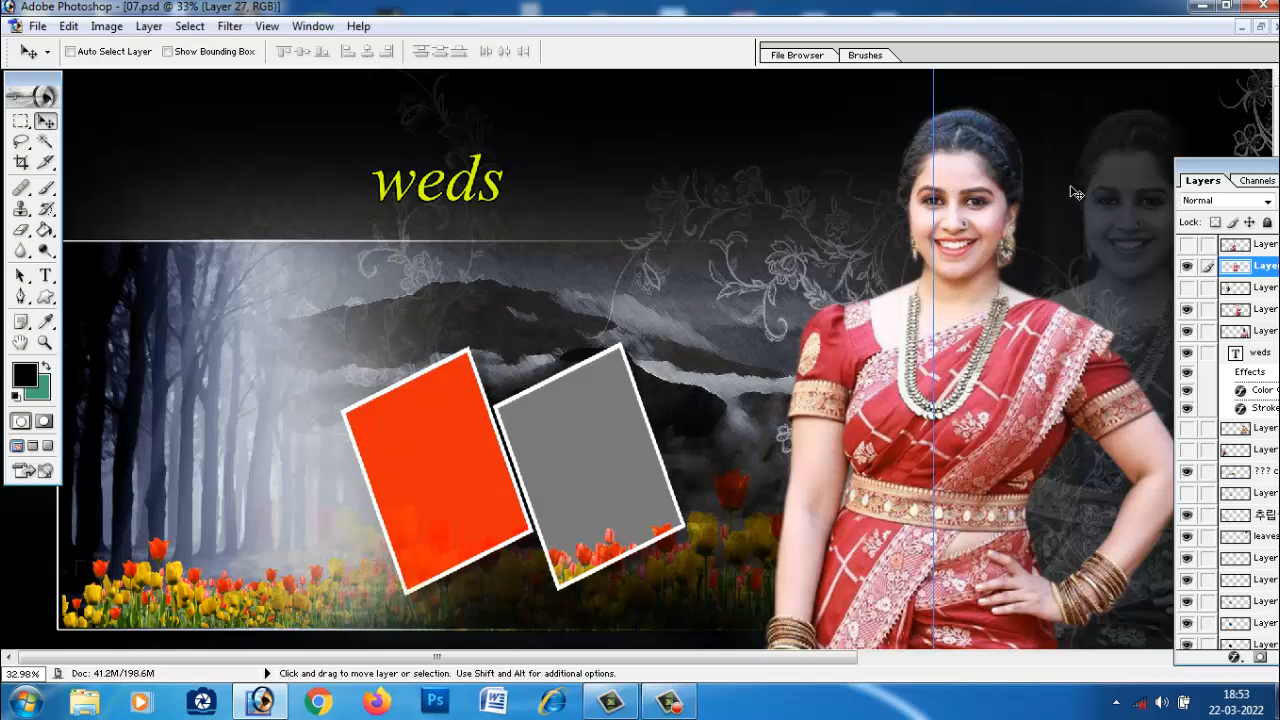 Adobe Photoshop - [07.psd @ 33% (Layer 27, RGB)]
File Edit Image Layer Select Filter View Window Help
Auto Select Layer Show Bounding Box
File Browser Brushes
weds
Layers Channels
Normal
Lock:
Layer
Layer
Layer
Layer
Layer
T weds
Effects
Color
Stroke
Layer
Layer
??? c
Layer
추립
leaves
Layer
Layer
Layer
Layer
Layer
32.98% Doc: 41.2M/198.6M Click and drag to move layer or selection. Use Shift and Alt for additional options.
Ps
18:53
22-03-2022